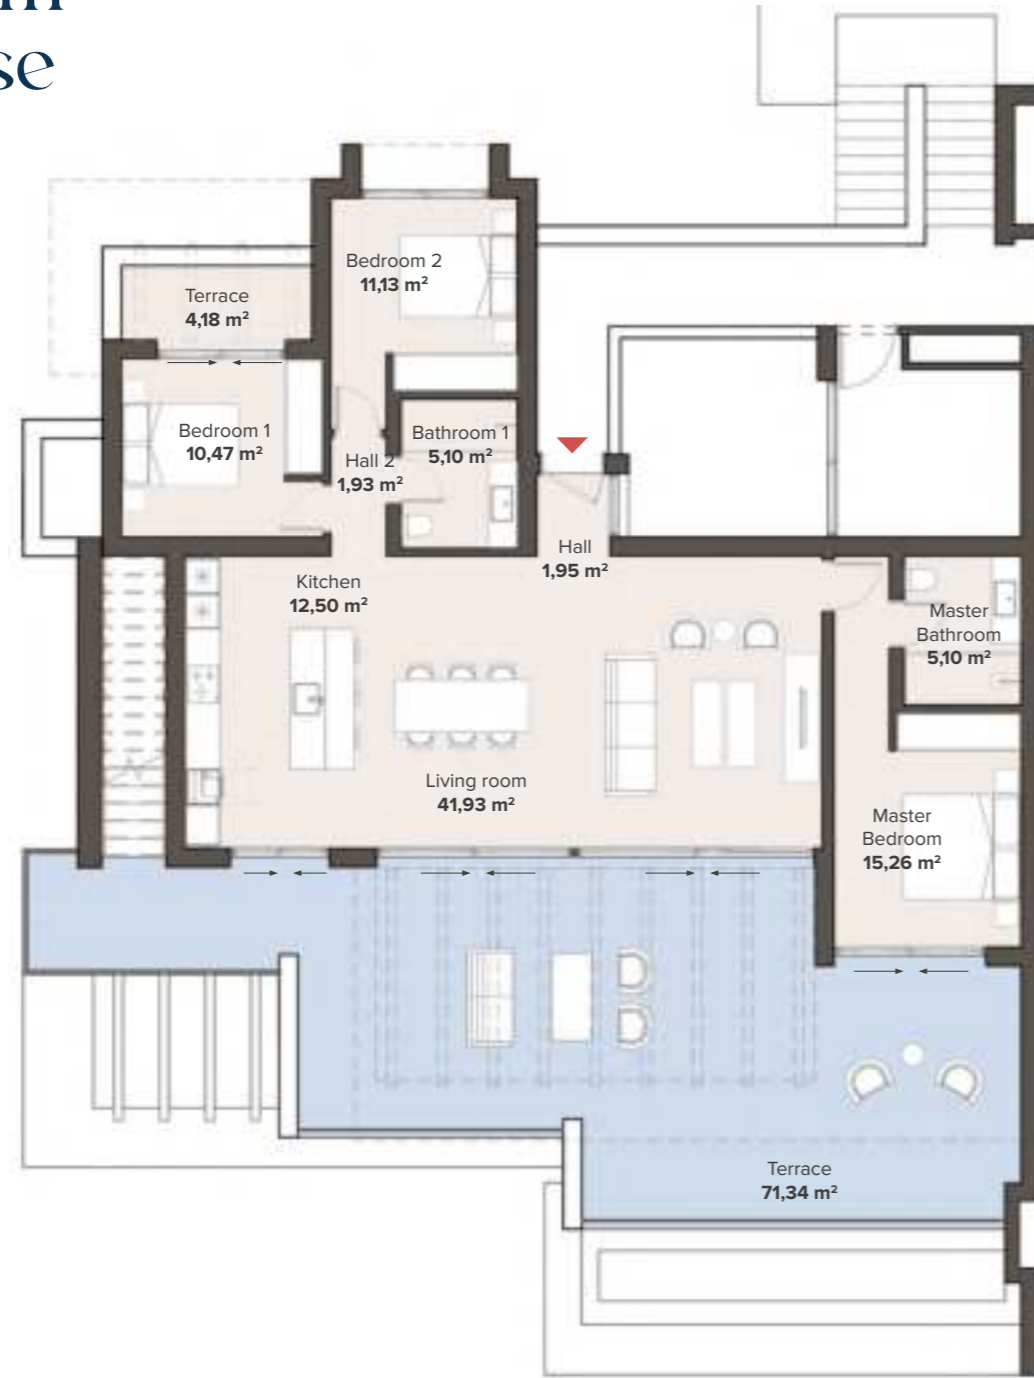 se
Bedroom 2
11,13 m²
Terrace
4,18 m²
Bedroom 1
10,47 m²
Bathroom 1
5,10 m²
Hall 2
1,93 m²
Hall
1,95 m²
Kitchen
12,50 m²
Master
Bathroom
5,10 m²
Living room
41,93 m²
Master
Bedroom
15,26 m²
Terrace
71,34 m²